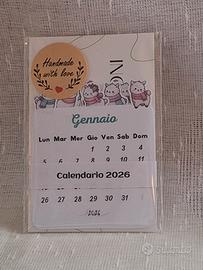 Handmade
with love
Gennaio
Lun Mar Mer Gio Ven Sab Dom
1 2 3 4
5 6 7 8 9 10 11
Calendario 2026
26 27 28 29 30 31
2026
Subito